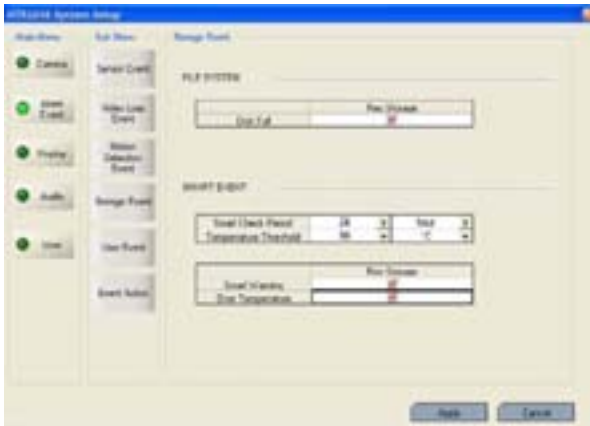 System Setup
Main Menu
Sub Menu
Storage Event
Camera
Event
Display
Audio
User
Sensor Event
Video Loss
Event
Motion
Detection
Event
Storage Event
User Event
Event Action
FILE SYSTEM
Rec Storage
Disk Full
SMART EVENT
Smart Check Period
Hour
Temperature Threshold
°C
Rec Storage
Smart Warning
Over Temperature
Apply
Cancel